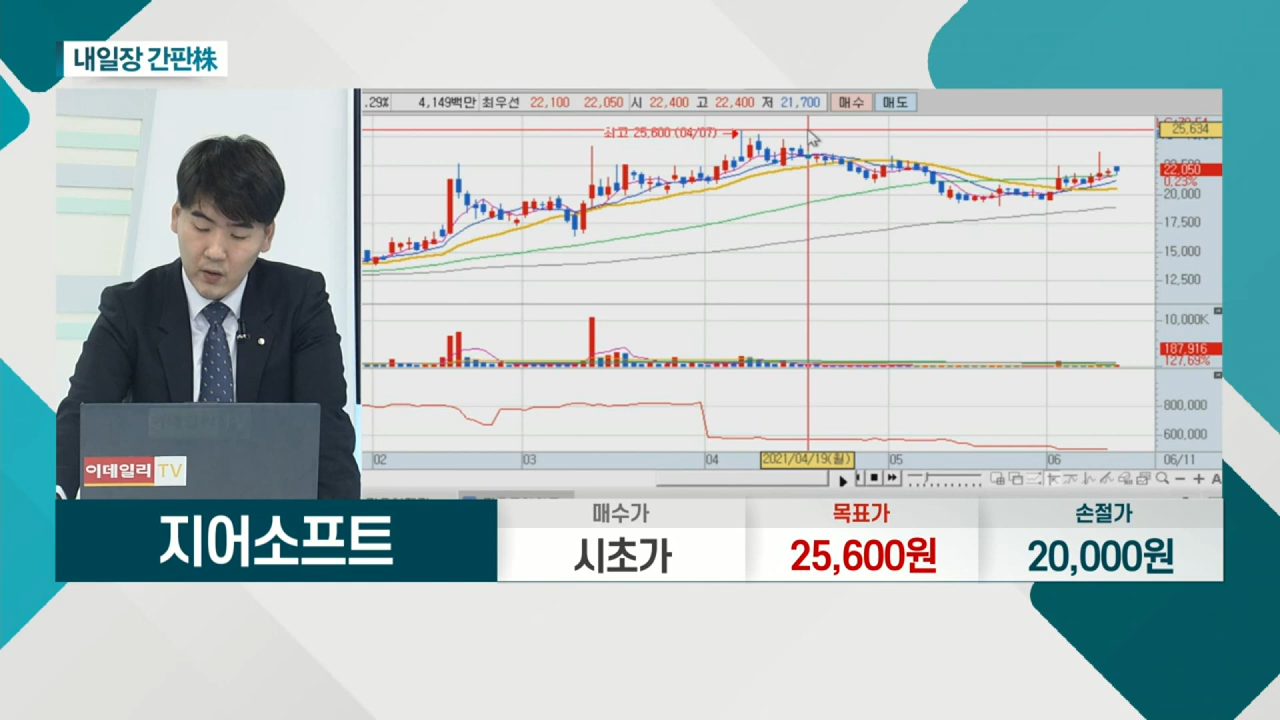 내일장 간판株
.29% 4,149백만 최우선 22,100 22,050 시 22,400 고 22,400 저 21,700 매수 매도
최고 25,600 (04/07)
25,634
22,050
0.23%
20,000
17,500
15,000
12,500
10,000K
187,916
127.69%
800,000
600,000
02 03 04 2021/04/19(월) 05 06 06/11
이데일리 TV
지어소프트
매수가 목표가 손절가
시초가 25,600원 20,000원